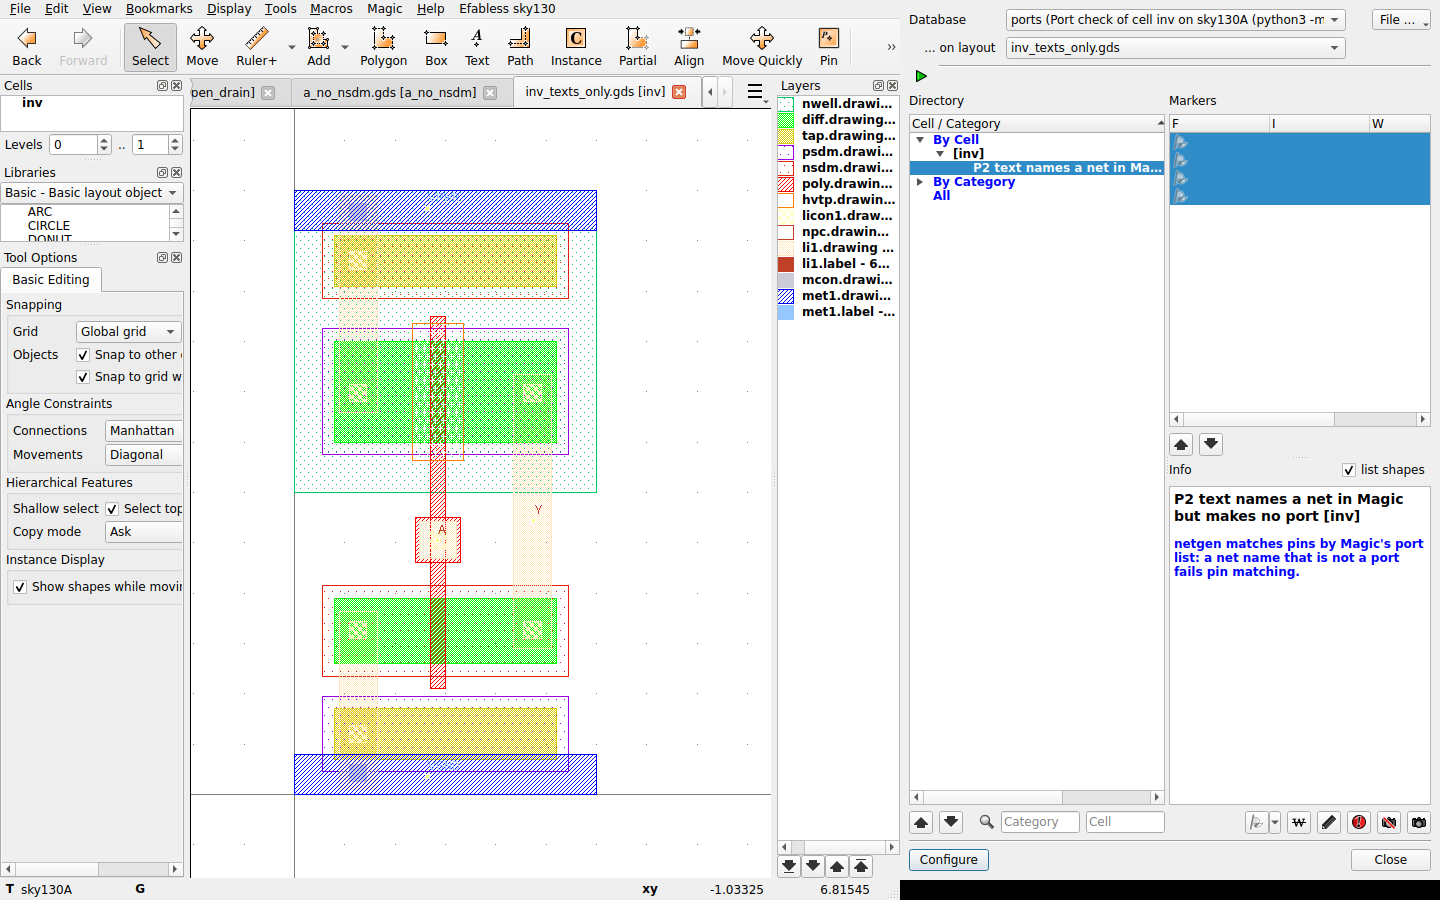 File Edit View Bookmarks Display Tools Macros Magic Help Efabless sky130
Back Forward Select Move Ruler+ Add Polygon Box Text Path Instance Partial Align Move Quickly Pin
Cells
inv
Levels 0 .. 1
Libraries
Basic - Basic layout object
ARC
CIRCLE
DONUT
Tool Options
Basic Editing
Snapping
Grid Global grid
Objects Snap to other
Snap to grid w
Angle Constraints
Connections Manhattan
Movements Diagonal
Hierarchical Features
Shallow select Select top
Copy mode Ask
Instance Display
Show shapes while movin
pen_drain] a_no_nsdm.gds [a_no_nsdm] inv_texts_only.gds [inv]
Y
A
Layers
nwell.drawi...
diff.drawing...
tap.drawing...
psdm.drawi...
nsdm.drawi...
poly.drawin...
hvtp.drawin...
licon1.draw...
npc.drawin...
li1.drawing ...
li1.label - 6...
mcon.drawi...
met1.drawi...
met1.label -...
T sky130A G xy -1.03325 6.81545
Database ports (Port check of cell inv on sky130A (python3 -m File ...
... on layout inv_texts_only.gds
Directory
Cell / Category
By Cell
[inv]
P2 text names a net in Ma...
By Category
All
Category Cell
Configure
Markers
F I W
Info list shapes
P2 text names a net in Magic
but makes no port [inv]
netgen matches pins by Magic's port
list: a net name that is not a port
fails pin matching.
W
Close